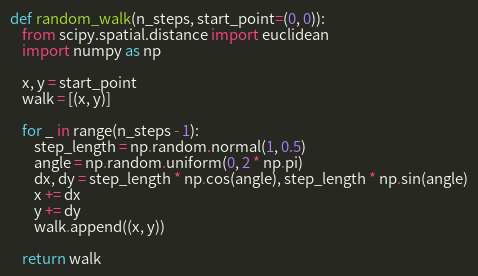 def random_walk(n_steps, start_point=(0, 0)):
from scipy.spatial.distance import euclidean
import numpy as np
x, y = start_point
walk = [(x, y)]
for _ in range(n_steps - 1):
step_length = np.random.normal(1, 0.5)
angle = np.random.uniform(0, 2 * np.pi)
dx, dy = step_length * np.cos(angle), step_length * np.sin(angle)
x += dx
y += dy
walk.append((x, y))
return walk